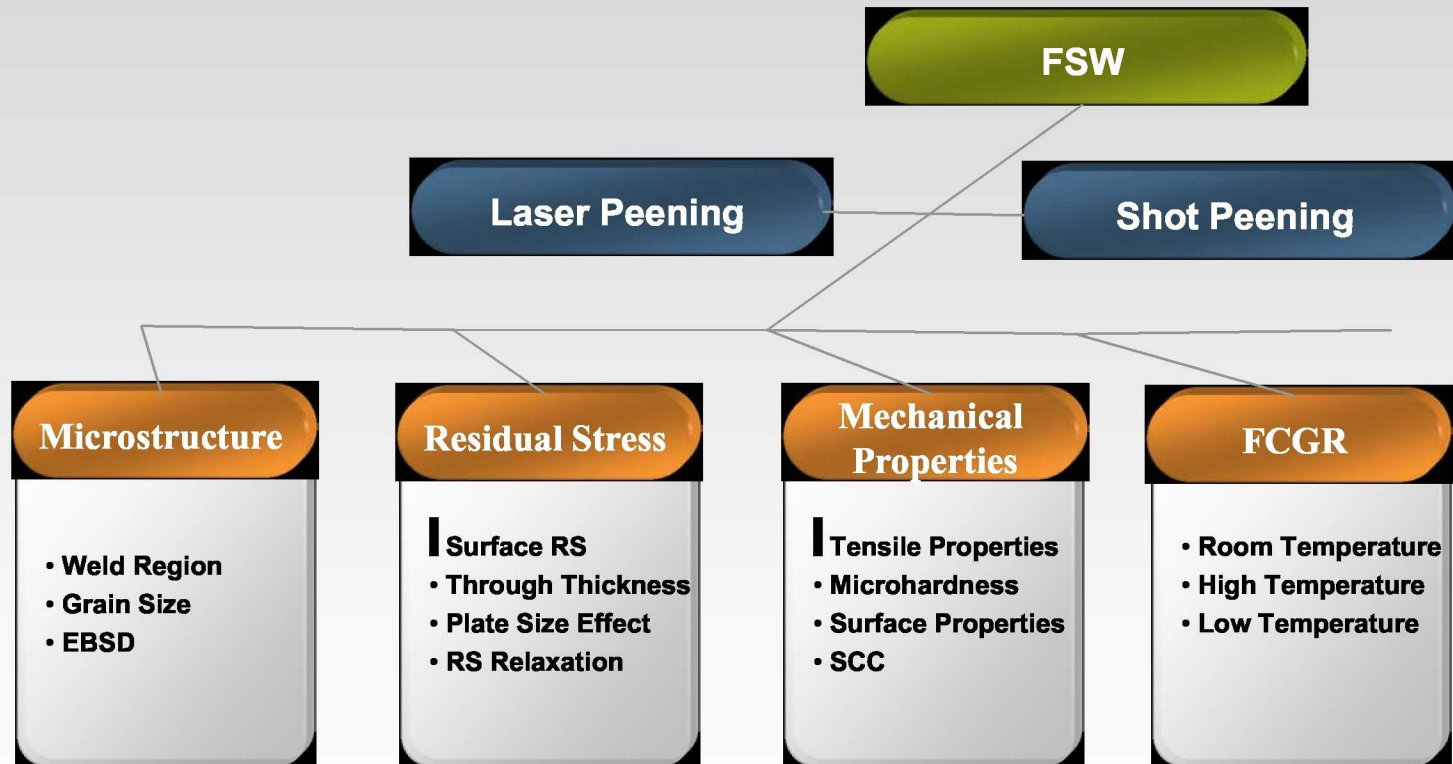 FSW
Laser Peening
Shot Peening
Microstructure
• Weld Region
• Grain Size
• EBSD
Residual Stress
Surface RS
• Through Thickness
• Plate Size Effect
• RS Relaxation
Mechanical
Properties
Tensile Properties
• Microhardness
• Surface Properties
• SCC
FCGR
• Room Temperature
• High Temperature
• Low Temperature